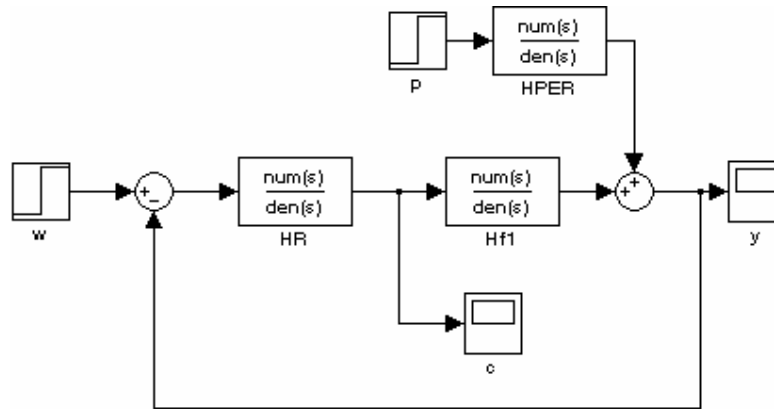 num(s)
den(s)
P
HPER
num(s)
den(s)
num(s)
den(s)
w
HR
Hf1
y
c